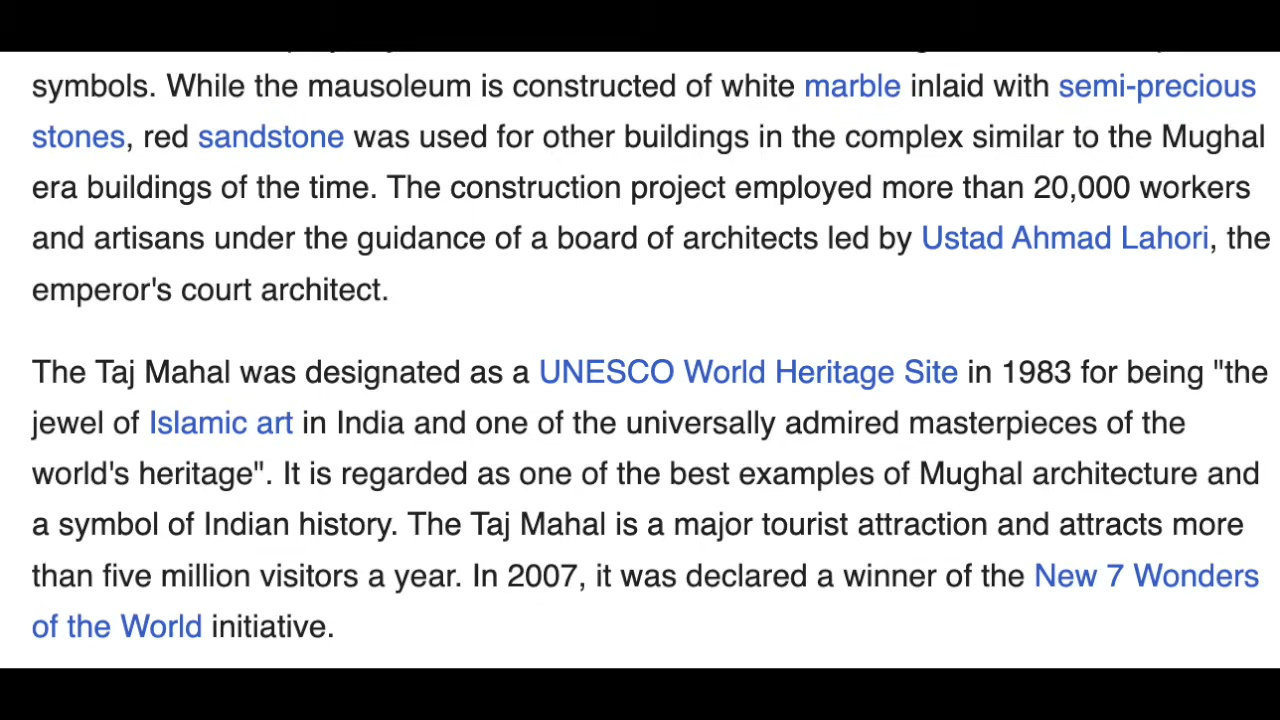 symbols. While the mausoleum is constructed of white marble inlaid with semi-precious
stones, red sandstone was used for other buildings in the complex similar to the Mughal
era buildings of the time. The construction project employed more than 20,000 workers
and artisans under the guidance of a board of architects led by Ustad Ahmad Lahori, the
emperor's court architect.
The Taj Mahal was designated as a UNESCO World Heritage Site in 1983 for being "the
jewel of Islamic art in India and one of the universally admired masterpieces of the
world's heritage". It is regarded as one of the best examples of Mughal architecture and
a symbol of Indian history. The Taj Mahal is a major tourist attraction and attracts more
than five million visitors a year. In 2007, it was declared a winner of the New 7 Wonders
of the World initiative.